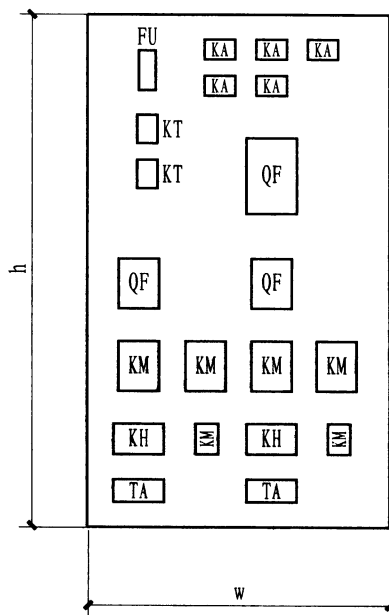 FU
KA KA KA
KA KA
KT
KT
QF
QF QF
KM KM KM KM
KH KM KH KM
TA TA
h
w